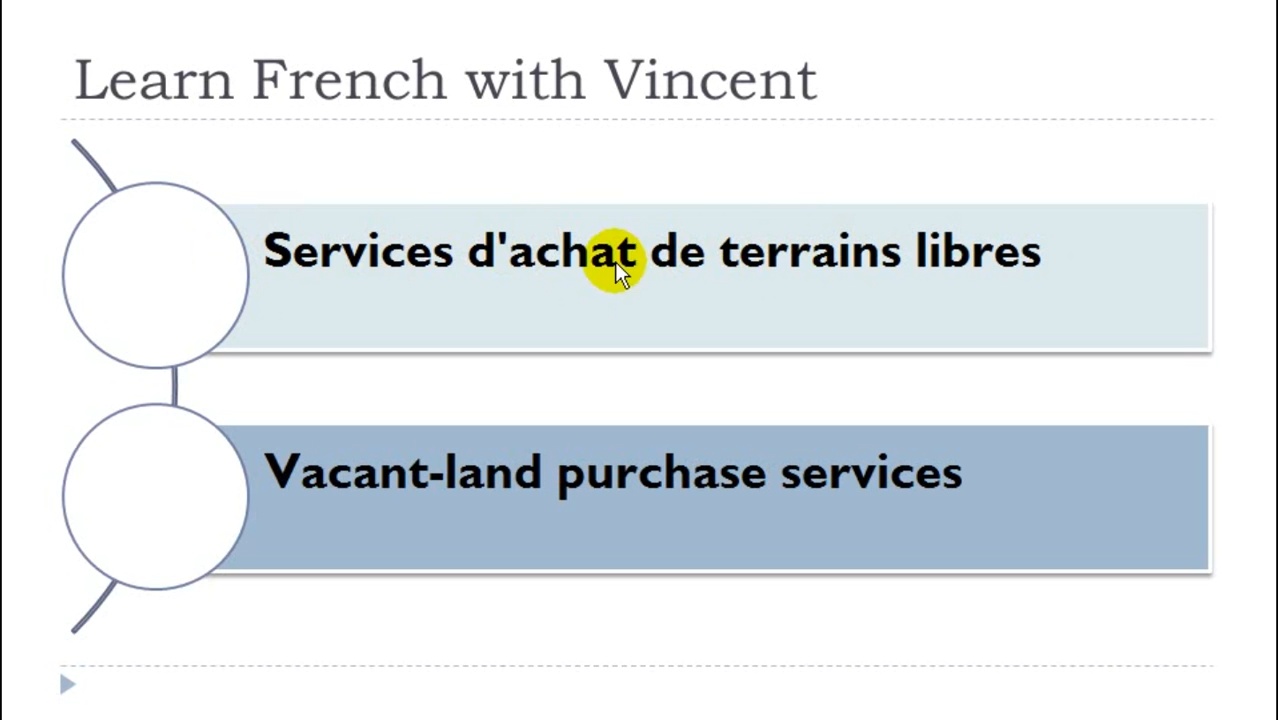 Learn French with Vincent
Services d'achat de terrains libres
Vacant-land purchase services